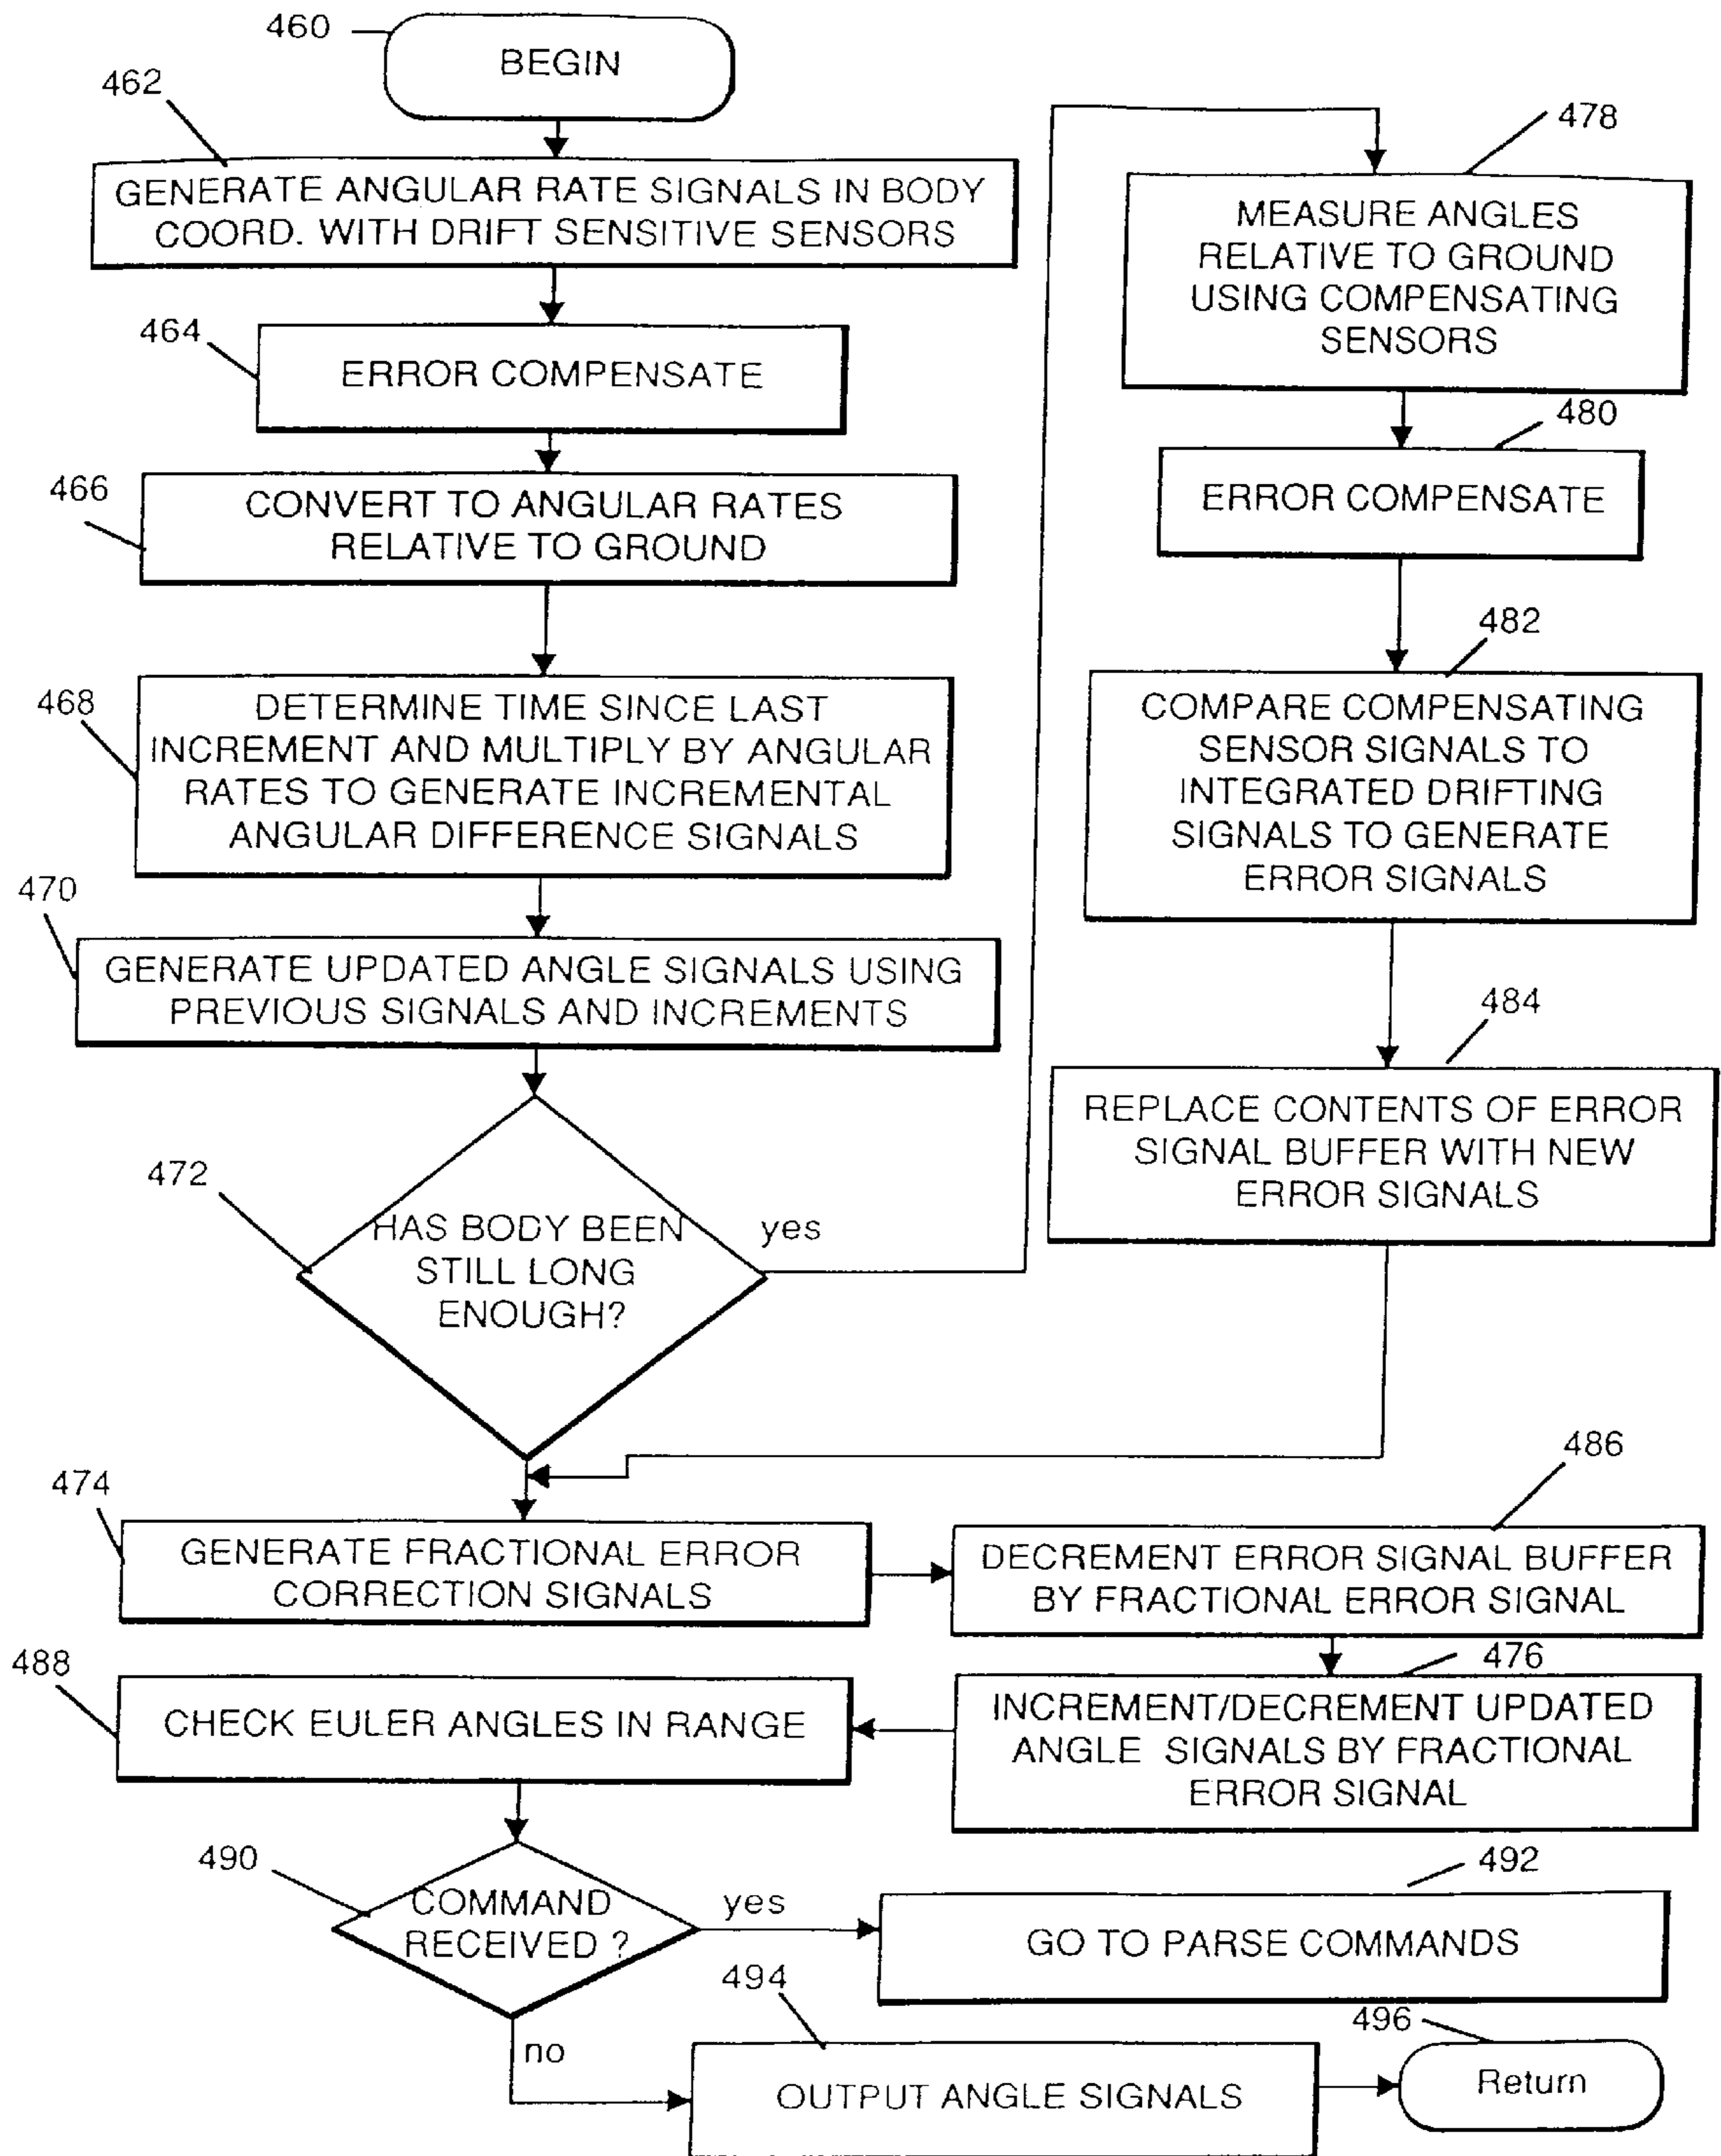 460
BEGIN
462
GENERATE ANGULAR RATE SIGNALS IN BODY
COORD. WITH DRIFT SENSITIVE SENSORS
464
ERROR COMPENSATE
466
CONVERT TO ANGULAR RATES
RELATIVE TO GROUND
468
DETERMINE TIME SINCE LAST
INCREMENT AND MULTIPLY BY ANGULAR
RATES TO GENERATE INCREMENTAL
ANGULAR DIFFERENCE SIGNALS
470
GENERATE UPDATED ANGLE SIGNALS USING
PREVIOUS SIGNALS AND INCREMENTS
472
HAS BODY BEEN
STILL LONG
ENOUGH?
yes
478
MEASURE ANGLES
RELATIVE TO GROUND
USING COMPENSATING
SENSORS
480
ERROR COMPENSATE
482
COMPARE COMPENSATING
SENSOR SIGNALS TO
INTEGRATED DRIFTING
SIGNALS TO GENERATE
ERROR SIGNALS
484
REPLACE CONTENTS OF ERROR
SIGNAL BUFFER WITH NEW
ERROR SIGNALS
474
GENERATE FRACTIONAL ERROR
CORRECTION SIGNALS
486
DECREMENT ERROR SIGNAL BUFFER
BY FRACTIONAL ERROR SIGNAL
476
INCREMENT/DECREMENT UPDATED
ANGLE SIGNALS BY FRACTIONAL
ERROR SIGNAL
488
CHECK EULER ANGLES IN RANGE
490
COMMAND
RECEIVED ?
yes
492
GO TO PARSE COMMANDS
no
494
OUTPUT ANGLE SIGNALS
496
Return